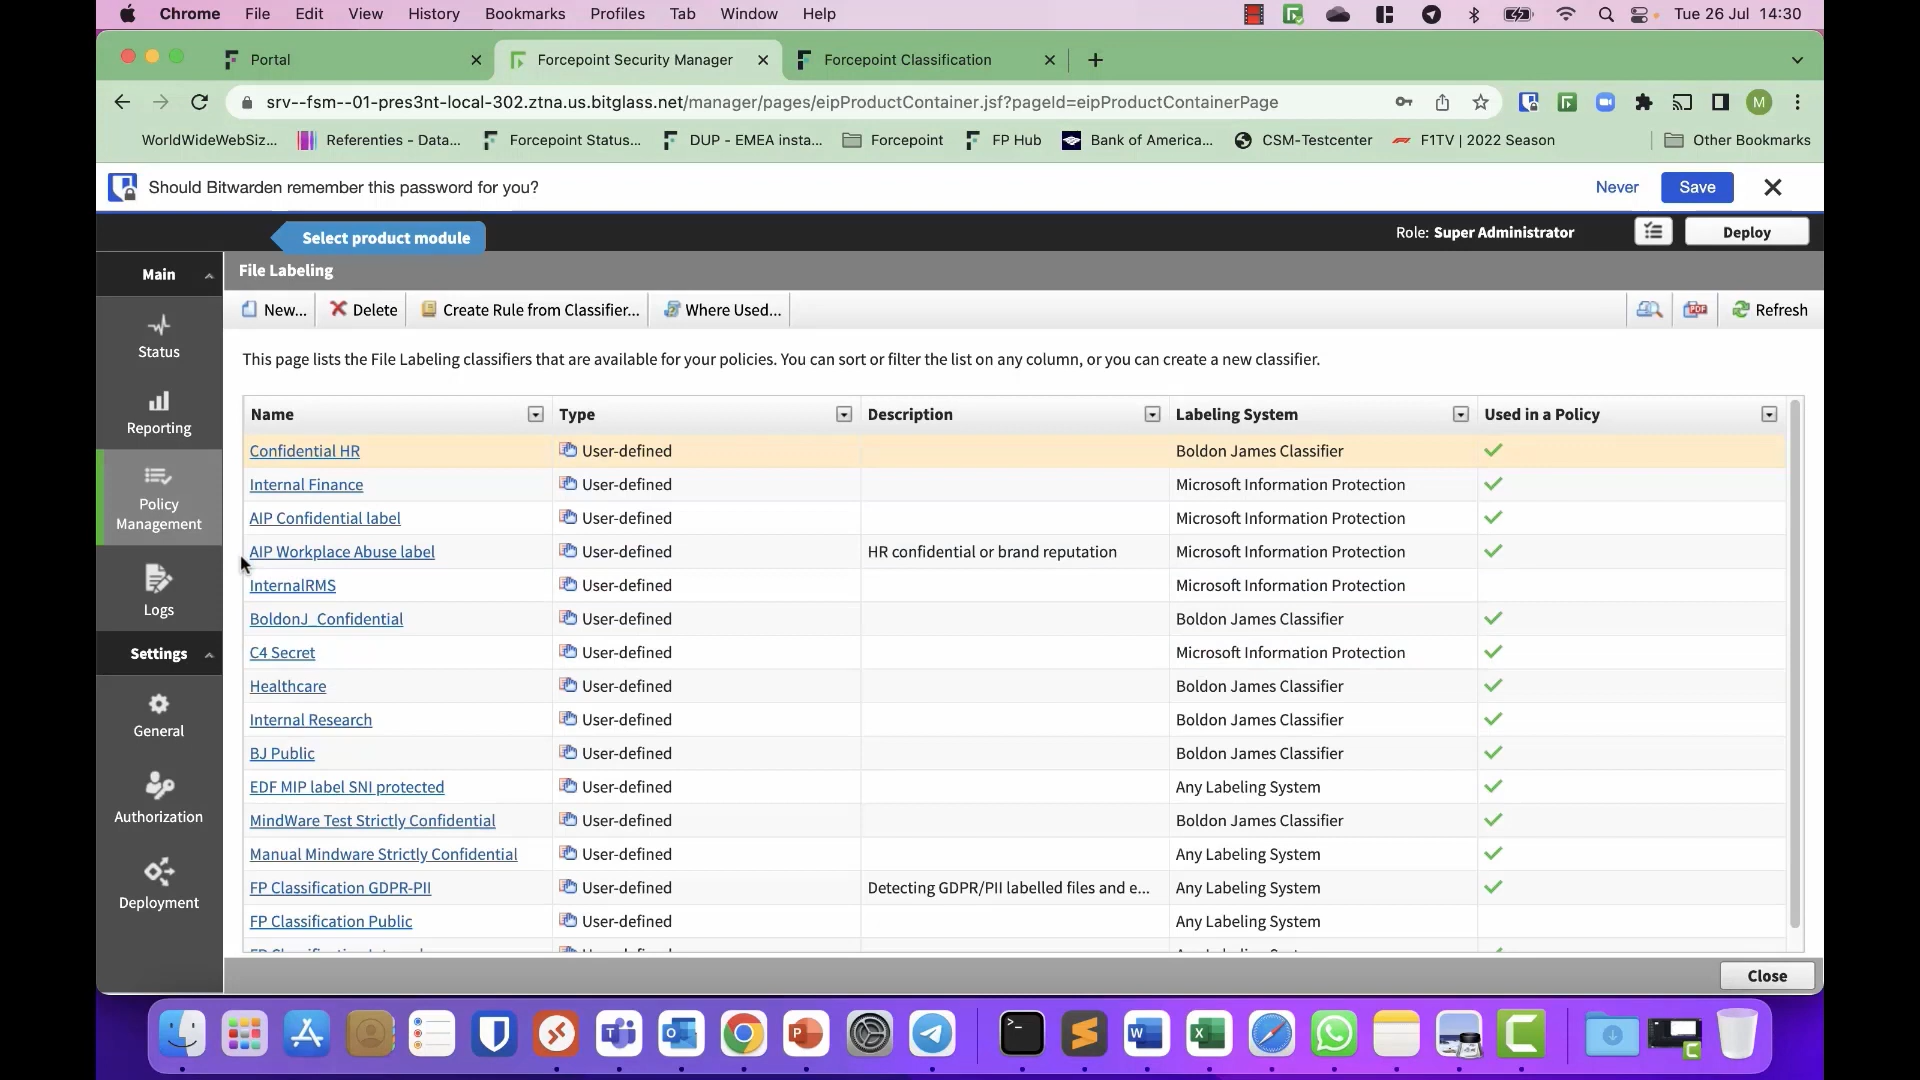 Chrome File Edit View History Bookmarks Profiles Tab Window Help Tue 26 Jul 14:30
Portal Forcepoint Security Manager Forcepoint Classification
srv--fsm--01-pres3nt-local-302.ztna.us.bitglass.net/manager/pages/eipProductContainer.jsf?pageId=eipProductContainerPage M
WorldWideWebSiz... Referenties - Data... Forcepoint Status... DUP - EMEA insta... Forcepoint FP Hub Bank of America... CSM-Testcenter F1TV | 2022 Season Other Bookmarks
Should Bitwarden remember this password for you? Never Save
Select product module Role: Super Administrator Deploy
Main
Status
Reporting
Policy
Management
Logs
Settings
General
Authorization
Deployment
File Labeling
New... Delete Create Rule from Classifier... Where Used... PDF Refresh
This page lists the File Labeling classifiers that are available for your policies. You can sort or filter the list on any column, or you can create a new classifier.
Name Type Description Labeling System Used in a Policy
Confidential HR User-defined Boldon James Classifier
Internal Finance User-defined Microsoft Information Protection
AIP Confidential label User-defined Microsoft Information Protection
AIP Workplace Abuse label User-defined HR confidential or brand reputation Microsoft Information Protection
InternalRMS User-defined Microsoft Information Protection
BoldonJ_Confidential User-defined Boldon James Classifier
C4 Secret User-defined Microsoft Information Protection
Healthcare User-defined Boldon James Classifier
Internal Research User-defined Boldon James Classifier
BJ Public User-defined Boldon James Classifier
EDF MIP label SNI protected User-defined Any Labeling System
MindWare Test Strictly Confidential User-defined Boldon James Classifier
Manual Mindware Strictly Confidential User-defined Any Labeling System
FP Classification GDPR-PII User-defined Detecting GDPR/PII labelled files and e... Any Labeling System
FP Classification Public User-defined Any Labeling System
Close